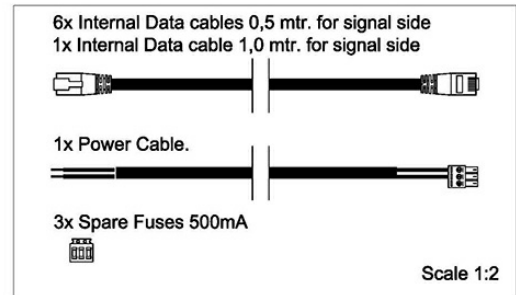 6x Internal Data cables 0,5 mtr. for signal side
1x Internal Data cable 1,0 mtr. for signal side
1x Power Cable.
3x Spare Fuses 500mA
Scale 1:2